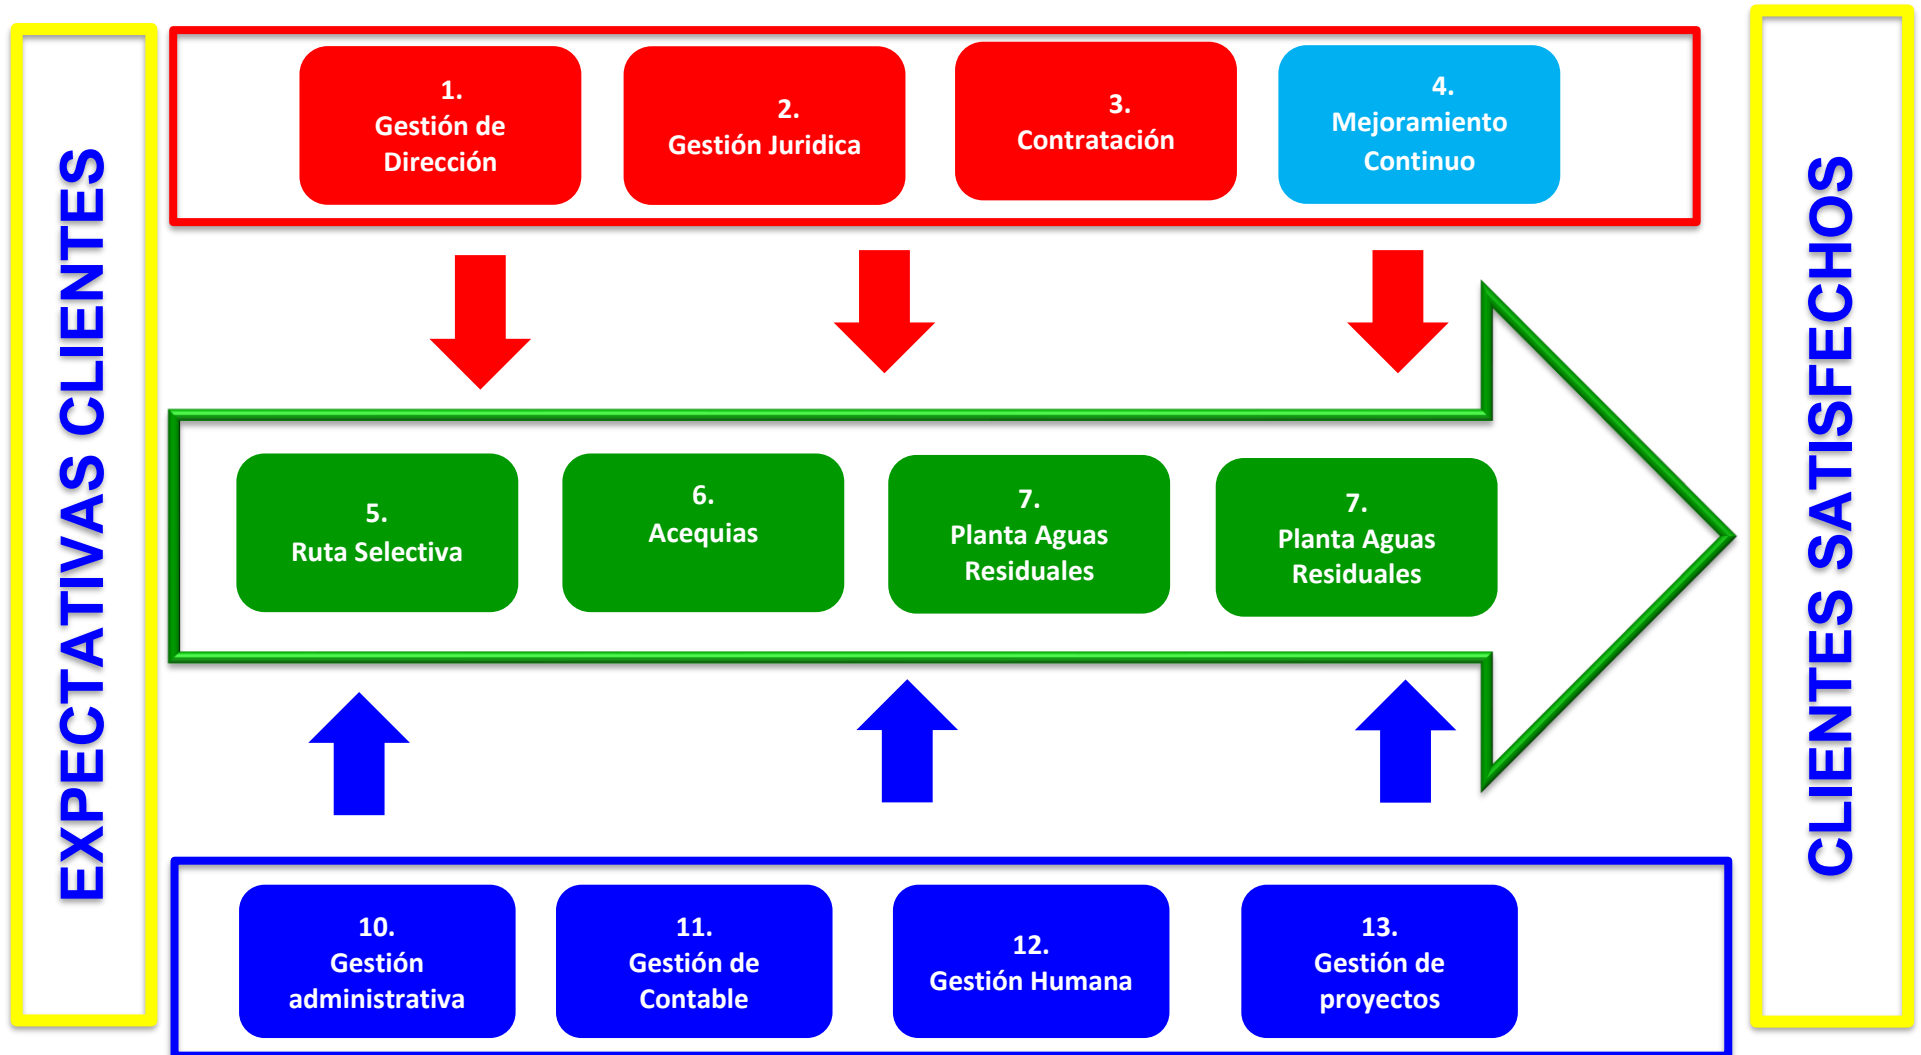 EXPECTATIVAS CLIENTES
1.
Gestión de
Dirección
2.
Gestión Juridica
3.
Contratación
4.
Mejoramiento
Continuo
5.
Ruta Selectiva
6.
Acequias
7.
Planta Aguas
Residuales
7.
Planta Aguas
Residuales
10.
Gestión
administrativa
11.
Gestión de
Contable
12.
Gestión Humana
13.
Gestión de
proyectos
CLIENTES SATISFECHOS